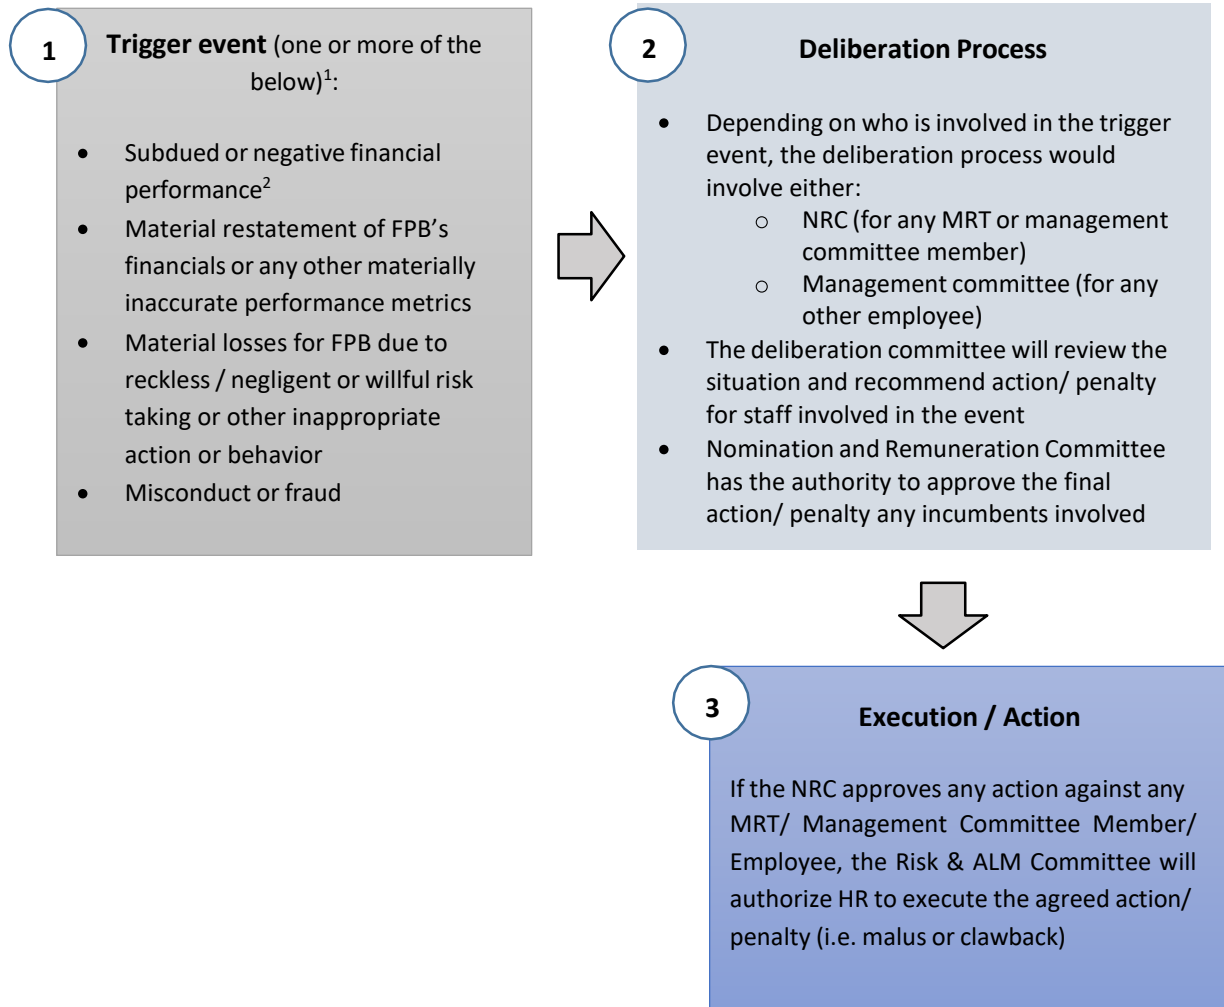 1
Trigger event (one or more of the
below)¹:
• Subdued or negative financial
performance²
• Material restatement of FPB’s
financials or any other materially
inaccurate performance metrics
• Material losses for FPB due to
reckless / negligent or willful risk
taking or other inappropriate
action or behavior
• Misconduct or fraud
2
Deliberation Process
• Depending on who is involved in the trigger
event, the deliberation process would
involve either:
o NRC (for any MRT or management
committee member)
o Management committee (for any
other employee)
• The deliberation committee will review the
situation and recommend action/ penalty
for staff involved in the event
• Nomination and Remuneration Committee
has the authority to approve the final
action/ penalty any incumbents involved
3
Execution / Action
If the NRC approves any action against any
MRT/ Management Committee Member/
Employee, the Risk & ALM Committee will
authorize HR to execute the agreed action/
penalty (i.e. malus or clawback)